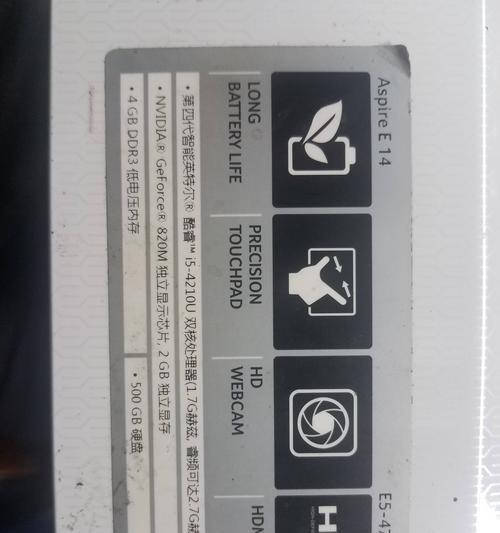 Aspire E 14
E5-47
LONG
BATTERY LIFE
PRECISION
TOUCHPAD
HD
WEBCAM
HDM
H
• 第四代智能英特尔® 酷睿™ i5-4210U 双核处理器(1.7G赫兹, 睿频可达2.7G赫
• NVIDIA® GeForce® 820M 独立显示芯片, 2 GB 独立显存
• 4 GB DDR3 低电压内存
• 500 GB 硬盘